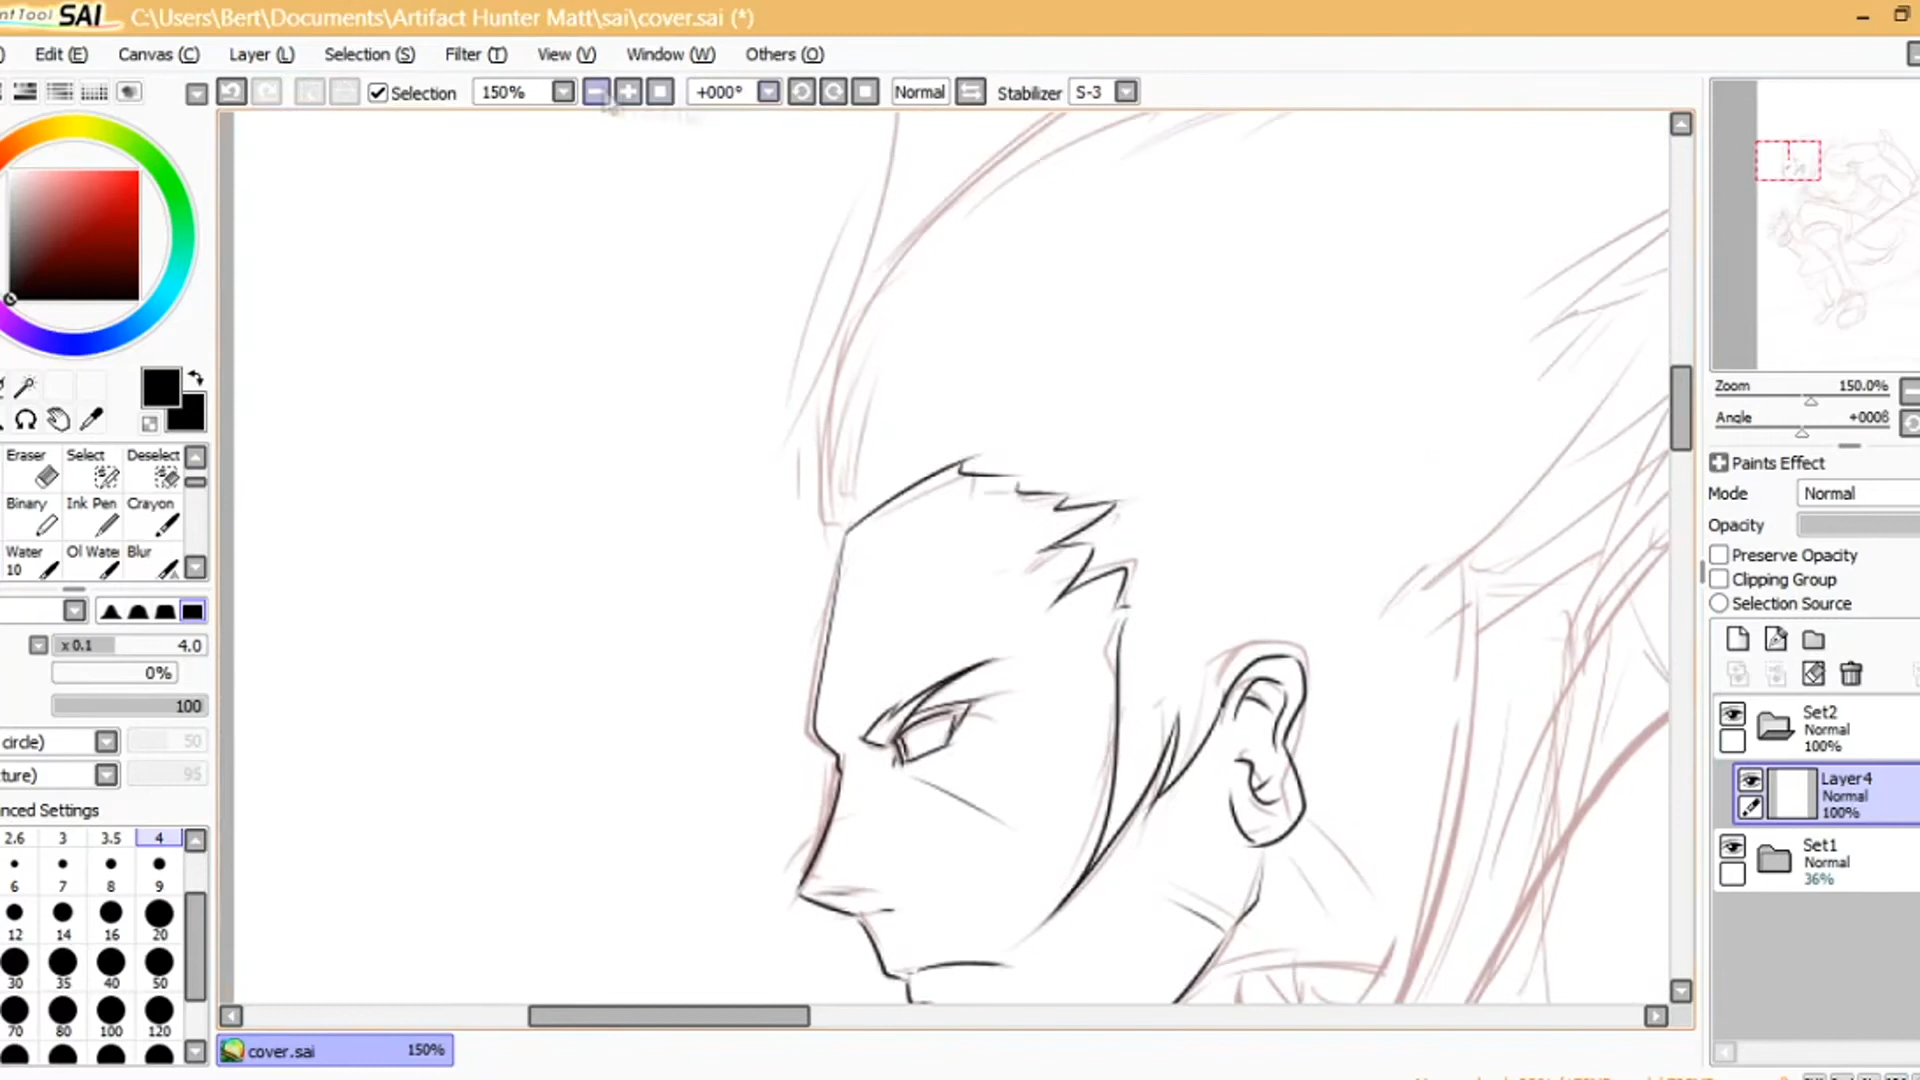 nt Tool SAI C:\Users\Bert\Documents\Artifact Hunter Matt\sai\cover.sai (*)
) Edit (E) Canvas (C) Layer (L) Selection (S) Filter (T) View (V) Window (W) Others (O)
Selection 150% +000° Normal Stabilizer S-3
Zoom 150.0%
Angle +000ß
Paints Effect
Mode Normal
Opacity
Preserve Opacity
Clipping Group
Selection Source
Eraser Select Deselect
Binary Ink Pen Crayon
Water Ol Wate Blur
10
x 0.1 4.0
0%
100
circle) 50
ture) 95
nced Settings
2.6 3 3.5 4
6 7 8 9
12 14 16 20
30 35 40 50
70 80 100 120
Set2
Normal
100%
Layer4
Normal
100%
Set1
Normal
36%
cover.sai 150%